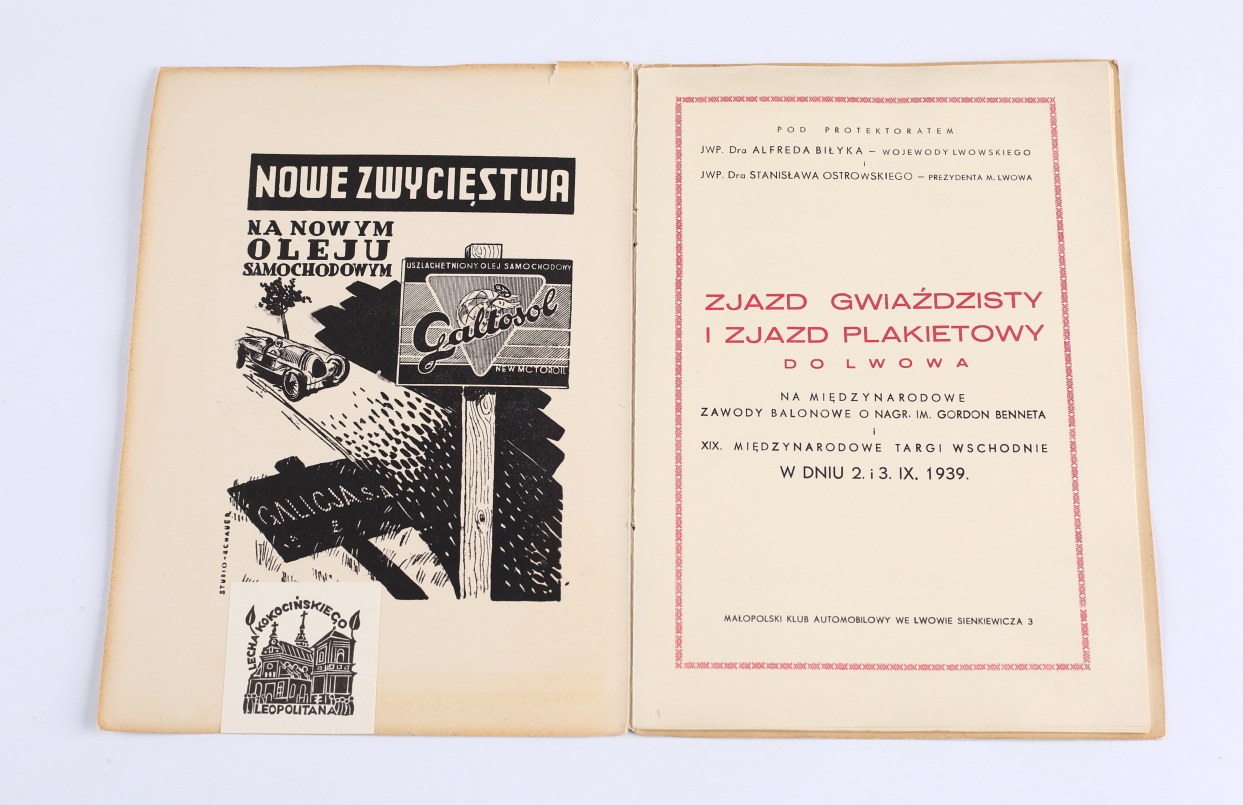 NOWE ZWYCIĘSTWA
NA NOWYM
OLEJU
SAMOCHODOWYM
USZLACHETNIONY OLEJ SAMOCHODOWY
Galtosol
NEW MOTOROIL
GALICJA S.A.
STUDIO-SCHAUER
LECHA KOKOCIŃSKIEGO
LEOPOLITANA
POD PROTEKTORATEM
JWP. Dra ALFREDA BIŁYKA — WOJEWODY LWOWSKIEGO
i
JWP. Dra STANISŁAWA OSTROWSKIEGO — PREZYDENTA M. LWOWA
ZJAZD GWIAŹDZISTY
I ZJAZD PLAKIETOWY
DO LWOWA
NA MIĘDZYNARODOWE
ZAWODY BALONOWE O NAGR. IM. GORDON BENNETA
i
XIX. MIĘDZYNARODOWE TARGI WSCHODNIE
W DNIU 2. i 3. IX. 1939.
MAŁOPOLSKI KLUB AUTOMOBILOWY WE LWOWIE SIENKIEWICZA 3